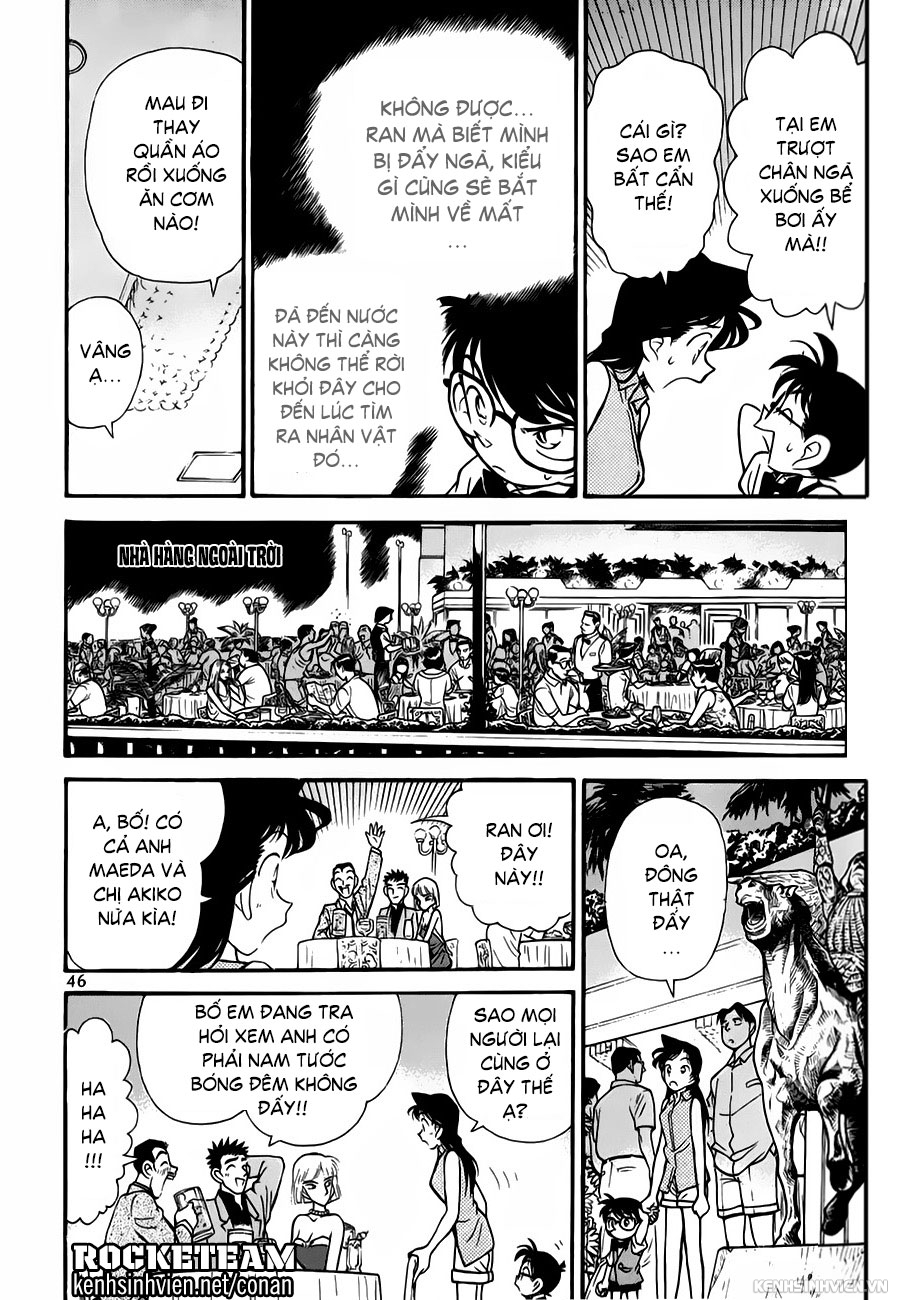 TẠI EM
TRƯỢT
CHÂN NGÃ
XUỐNG BỂ
BƠI ẤY
MÀ!!
CÁI GÌ?
SAO EM
BẤT CẨN
THẾ!
KHÔNG ĐƯỢC...
RAN MÀ BIẾT MÌNH
BỊ ĐẨY NGÃ, KIỂU
GÌ CŨNG SẼ BẮT
MÌNH VỀ MẤT
...
ĐÃ ĐẾN NƯỚC
NÀY THÌ CÀNG
KHÔNG THỂ RỜI
KHỎI ĐÂY CHO
ĐẾN LÚC TÌM
RA NHÂN VẬT
ĐÓ...
MAU ĐI
THAY
QUẦN ÁO
RỒI XUỐNG
ĂN CƠM
NÀO!
VÂNG
Ạ...
NHÀ HÀNG NGOÀI TRỜI
OA,
ĐÔNG
THẬT
ĐẤY
...
RAN ƠI!
ĐÂY
NÀY!!
A, BỐ! CÓ
CẢ ANH
MAEDA VÀ
CHỊ AKIKO
NỮA KÌA!
46
SAO MỌI
NGƯỜI LẠI
CÙNG Ở
ĐÂY THẾ
Ạ?
BỐ EM ĐANG TRA
HỎI XEM ANH CÓ
PHẢI NAM TƯỚC
BÓNG ĐÊM KHÔNG
ĐẤY!!
HA
HA
HA
!!!
ROCKETEAM
kenhsinhvien.net/conan
KENHSINHVIEN.VN